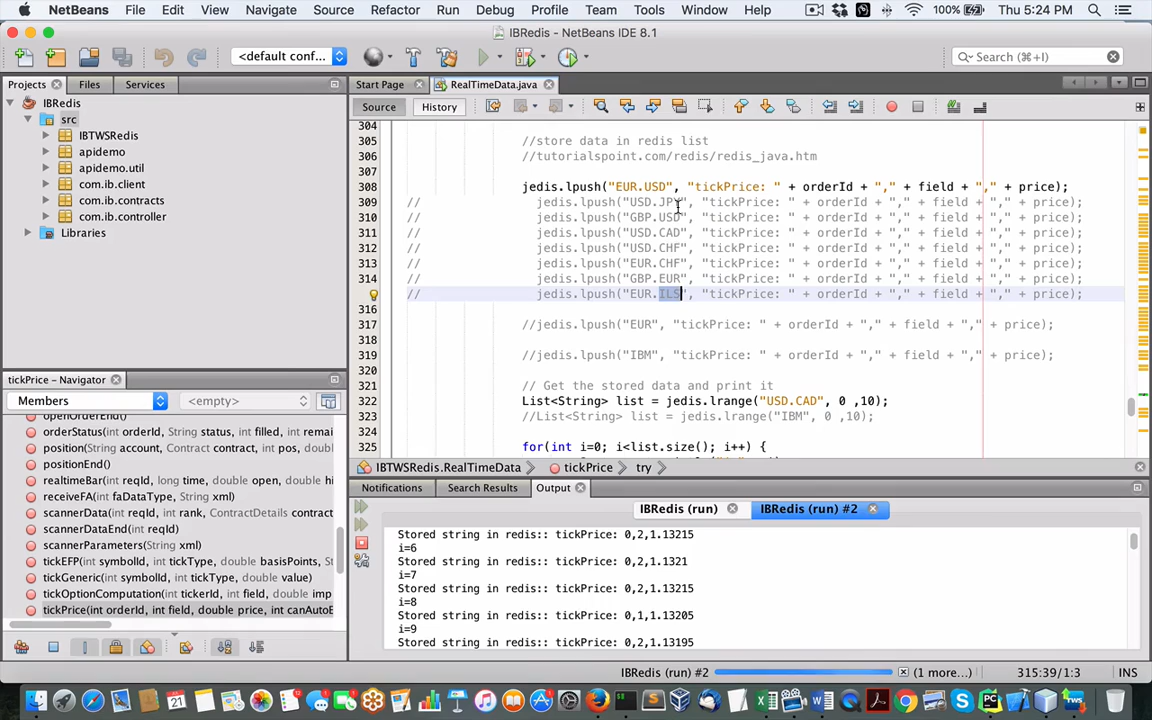 NetBeans File Edit View Navigate Source Refactor Run Debug Profile Team Tools Window Help 100% Thu 5:24 PM
IBRedis - NetBeans IDE 8.1
<default conf... Search (⌘+I)
Projects Files Services
Start Page RealTimeData.java
IBRedis
src
IBTWSRedis
apidemo
apidemo.util
com.ib.client
com.ib.contracts
com.ib.controller
Libraries
Source History
304
305 //store data in redis list
306 //tutorialspoint.com/redis/redis_java.htm
307
308 jedis.lpush("EUR.USD", "tickPrice: " + orderId + "," + field + "," + price);
309 // jedis.lpush("USD.JPY", "tickPrice: " + orderId + "," + field + "," + price);
310 // jedis.lpush("GBP.USD", "tickPrice: " + orderId + "," + field + "," + price);
311 // jedis.lpush("USD.CAD", "tickPrice: " + orderId + "," + field + "," + price);
312 // jedis.lpush("USD.CHF", "tickPrice: " + orderId + "," + field + "," + price);
313 // jedis.lpush("EUR.CHF", "tickPrice: " + orderId + "," + field + "," + price);
314 // jedis.lpush("GBP.EUR", "tickPrice: " + orderId + "," + field + "," + price);
// jedis.lpush("EUR.ILS", "tickPrice: " + orderId + "," + field + "," + price);
316
317 //jedis.lpush("EUR", "tickPrice: " + orderId + "," + field + "," + price);
318
319 //jedis.lpush("IBM", "tickPrice: " + orderId + "," + field + "," + price);
320
321 // Get the stored data and print it
322 List<String> list = jedis.lrange("USD.CAD", 0 ,10);
323 //List<String> list = jedis.lrange("IBM", 0 ,10);
324
325 for(int i=0; i<list.size(); i++) {
IBTWSRedis.RealTimeData tickPrice try
tickPrice - Navigator
Members <empty>
openOrderEnd()
orderStatus(int orderId, String status, int filled, int remai
position(String account, Contract contract, int pos, double
positionEnd()
realtimeBar(int reqId, long time, double open, double hi
receiveFA(int faDataType, String xml)
scannerData(int reqId, int rank, ContractDetails contract
scannerDataEnd(int reqId)
scannerParameters(String xml)
tickEFP(int symbolId, int tickType, double basisPoints, String
tickGeneric(int symbolId, int tickType, double value)
tickOptionComputation(int tickerId, int field, double imp
tickPrice(int orderId, int field, double price, int canAutoE
Notifications Search Results Output
IBRedis (run) IBRedis (run) #2
Stored string in redis:: tickPrice: 0,2,1.13215
i=6
Stored string in redis:: tickPrice: 0,2,1.1321
i=7
Stored string in redis:: tickPrice: 0,2,1.13215
i=8
Stored string in redis:: tickPrice: 0,1,1.13205
i=9
Stored string in redis:: tickPrice: 0,2,1.13195
IBRedis (run) #2 (1 more...) 315:39/1:3 INS